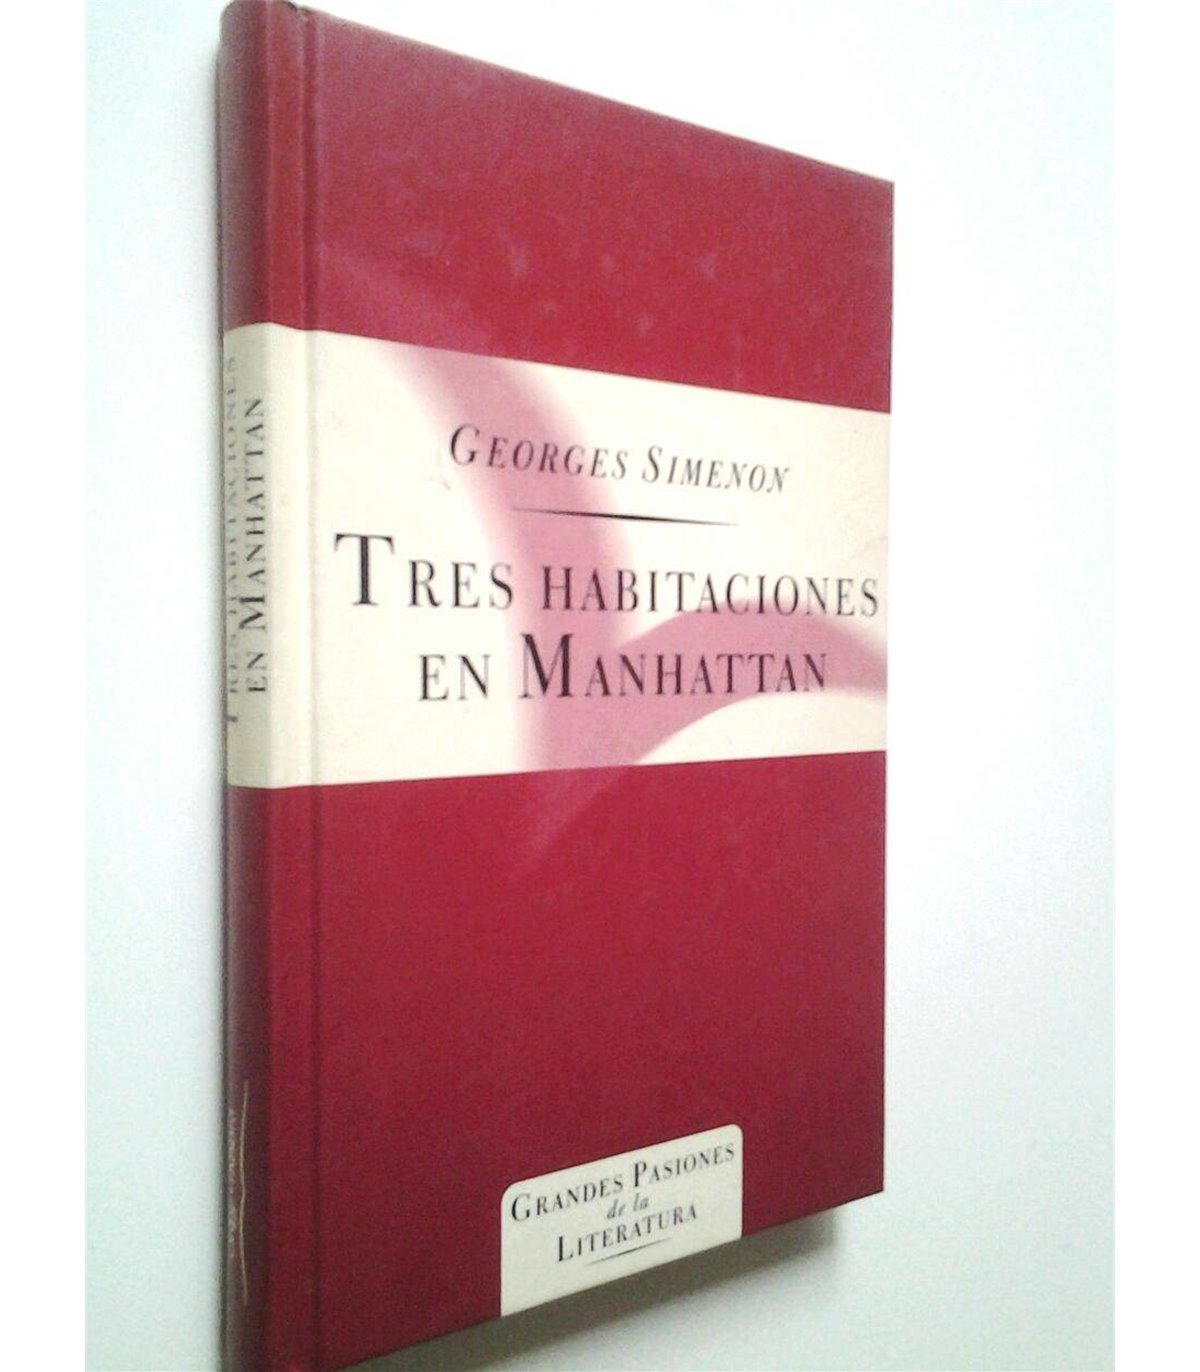 GEORGES SIMENON
TRES HABITACIONES
EN MANHATTAN
GRANDES PASIONES
de la
LITERATURA
TRES HABITACIONES
EN MANHATTAN